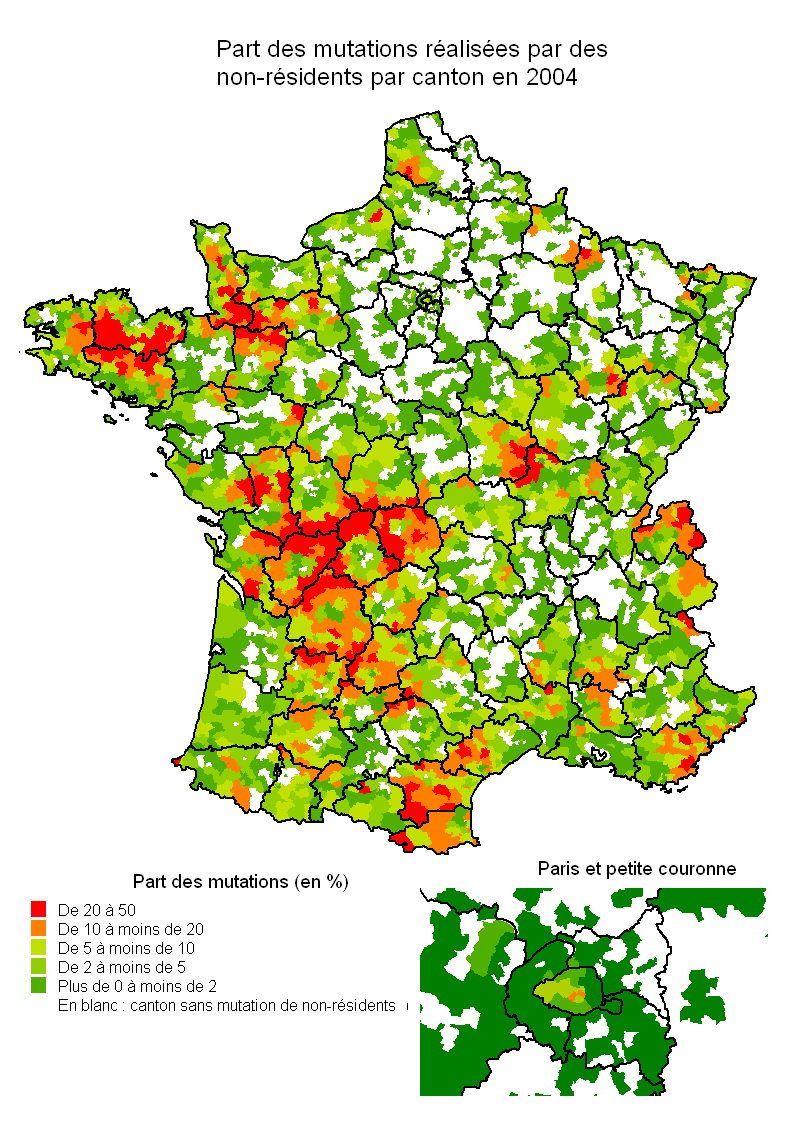 Part des mutations réalisées par des
non-résidents par canton en 2004
Part des mutations (en %)
De 20 à 50
De 10 à moins de 20
De 5 à moins de 10
De 2 à moins de 5
Plus de 0 à moins de 2
En blanc : canton sans mutation de non-résidents
Paris et petite couronne